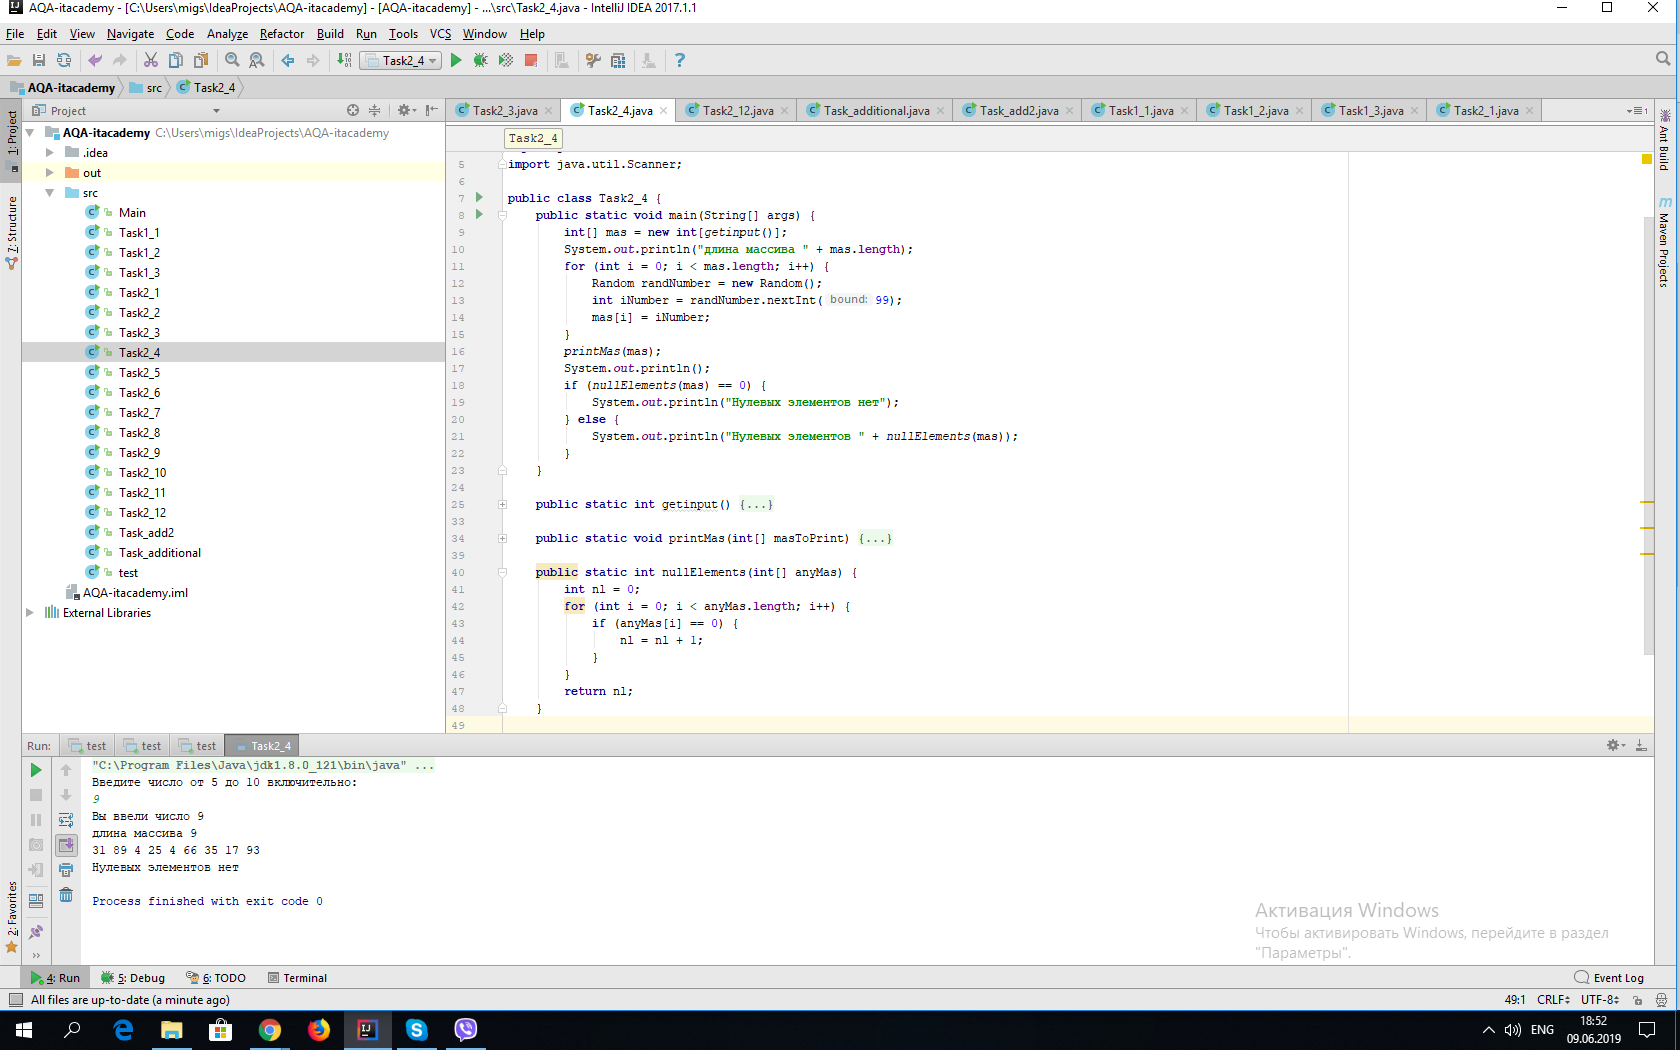 AQA-itacademy - [C:\Users\migs\IdeaProjects\AQA-itacademy] - [AQA-itacademy] - ...\src\Task2_4.java - IntelliJ IDEA 2017.1.1
File Edit View Navigate Code Analyze Refactor Build Run Tools VCS Window Help
Task2_4
AQA-itacademy src Task2_4
Project
Task2_3.java Task2_4.java Task2_12.java Task_additional.java Task_add2.java Task1_1.java Task1_2.java Task1_3.java Task2_1.java
1: Project
7: Structure
2: Favorites
AQA-itacademy C:\Users\migs\IdeaProjects\AQA-itacademy
.idea
out
src
Main
Task1_1
Task1_2
Task1_3
Task2_1
Task2_2
Task2_3
Task2_4
Task2_5
Task2_6
Task2_7
Task2_8
Task2_9
Task2_10
Task2_11
Task2_12
Task_add2
Task_additional
test
AQA-itacademy.iml
External Libraries
Task2_4
5 import java.util.Scanner;
6
7 public class Task2_4 {
8 public static void main(String[] args) {
9 int[] mas = new int[getinput()];
10 System.out.println("длина массива " + mas.length);
11 for (int i = 0; i < mas.length; i++) {
12 Random randNumber = new Random();
13 int iNumber = randNumber.nextInt( bound: 99);
14 mas[i] = iNumber;
15 }
16 printMas(mas);
17 System.out.println();
18 if (nullElements(mas) == 0) {
19 System.out.println("Нулевых элементов нет");
20 } else {
21 System.out.println("Нулевых элементов " + nullElements(mas));
22 }
23 }
24
25 public static int getinput() {...}
33
34 public static void printMas(int[] masToPrint) {...}
39
40 public static int nullElements(int[] anyMas) {
41 int nl = 0;
42 for (int i = 0; i < anyMas.length; i++) {
43 if (anyMas[i] == 0) {
44 nl = nl + 1;
45 }
46 }
47 return nl;
48 }
49
Ant Build
Maven Projects
Run: test test test Task2_4
"C:\Program Files\Java\jdk1.8.0_121\bin\java" ...
Введите число от 5 до 10 включительно:
9
Вы ввели число 9
длина массива 9
31 89 4 25 4 66 35 17 93
Нулевых элементов нет
Process finished with exit code 0
Активация Windows
Чтобы активировать Windows, перейдите в раздел
"Параметры".
4: Run 5: Debug 6: TODO Terminal Event Log
All files are up-to-date (a minute ago) 49:1 CRLF UTF-8
ENG
18:52
09.06.2019